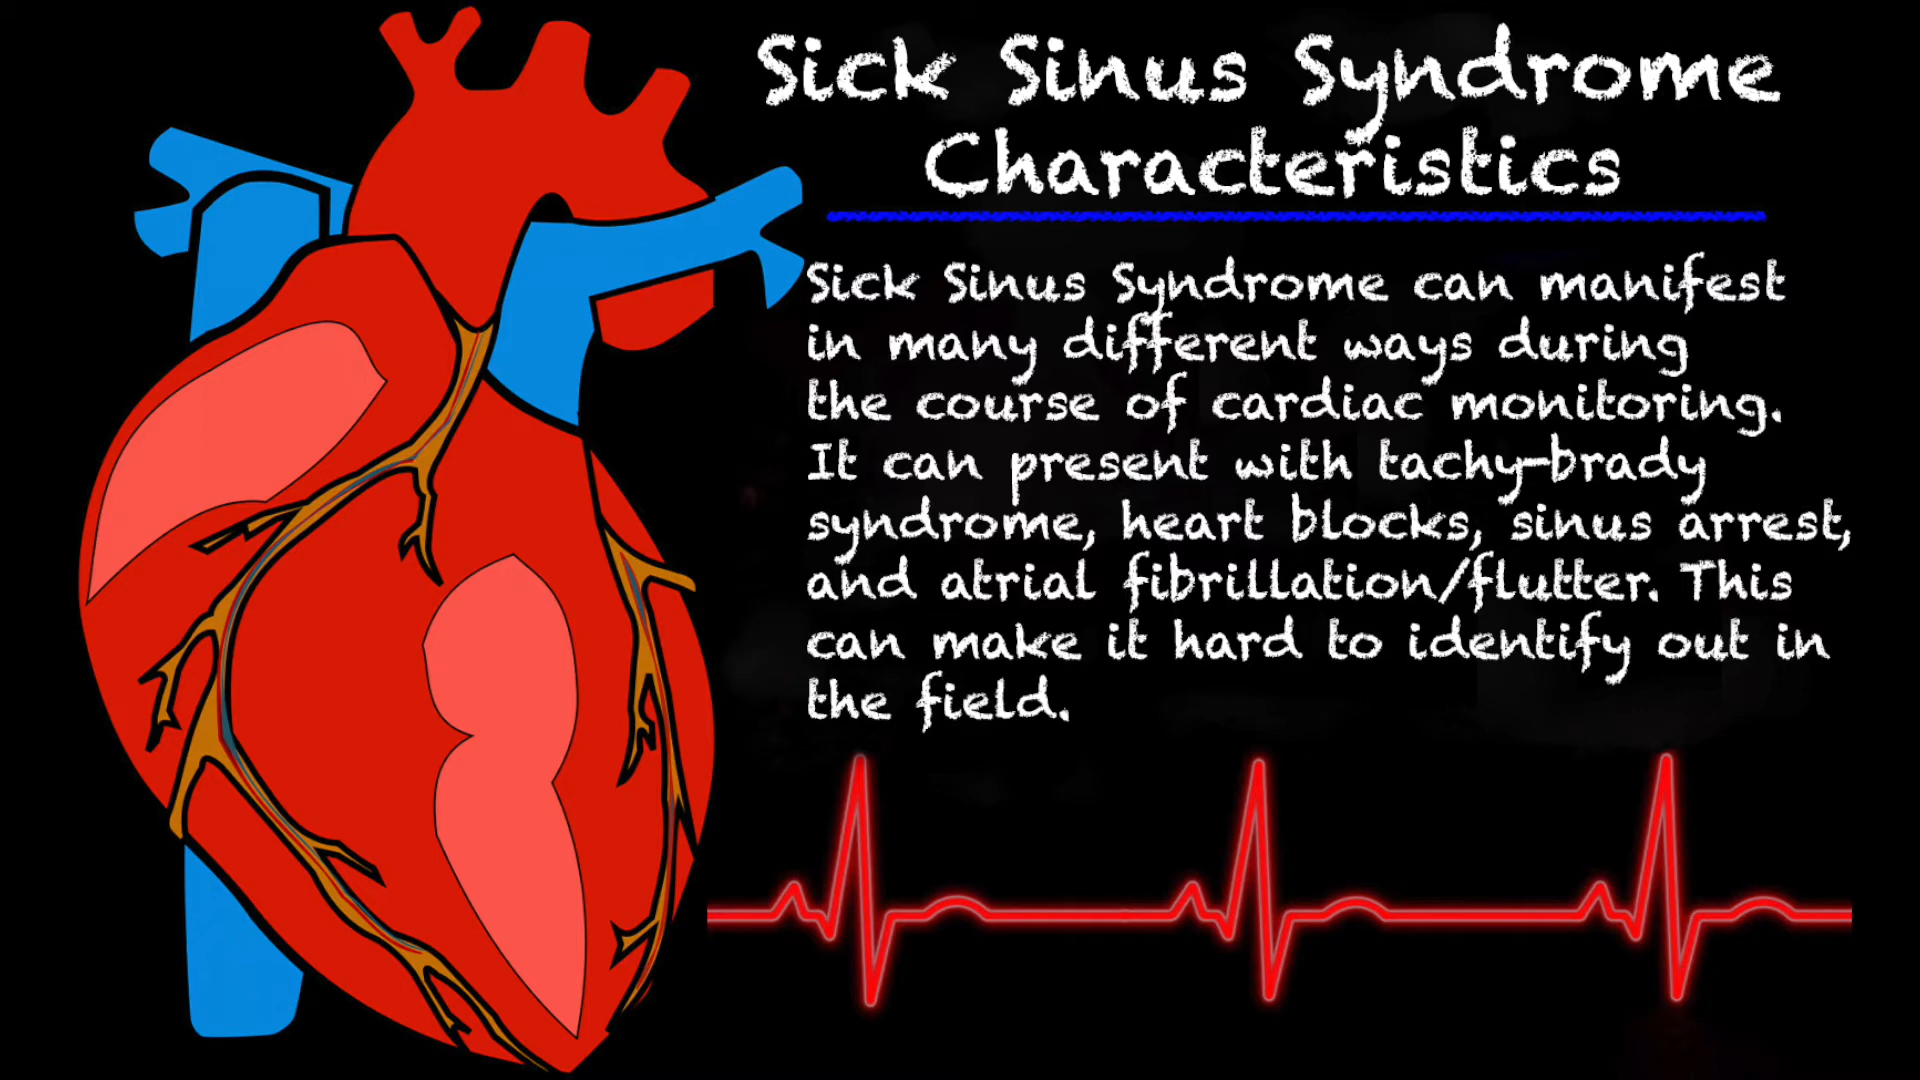 Sick Sinus Syndrome
Characteristics
Sick Sinus Syndrome can manifest
in many different ways during
the course of cardiac monitoring.
It can present with tachy-brady
syndrome, heart blocks, sinus arrest,
and atrial fibrillation/flutter. This
can make it hard to identify out in
the field.